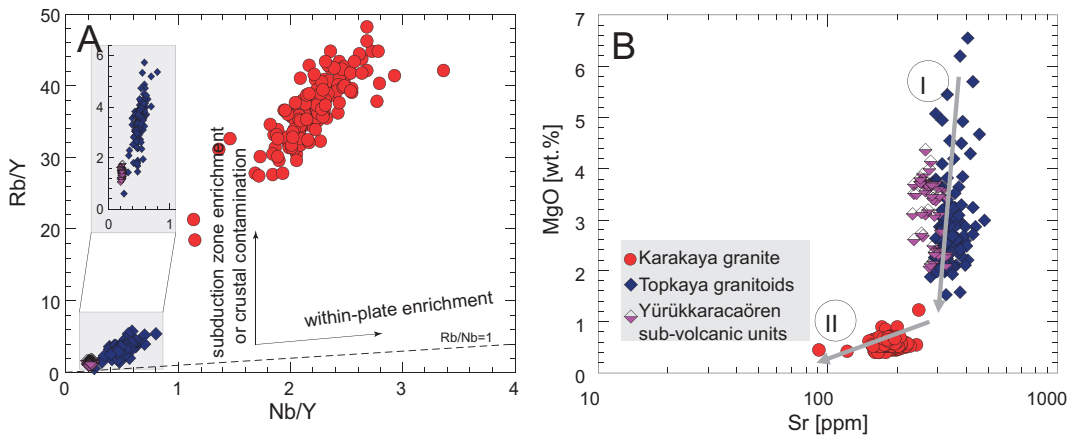 A
Rb/Y
50
40
30
20
10
0
0
1
2
3
4
Nb/Y
6
4
2
0
0
1
subduction zone enrichment
or crustal contamination
within-plate enrichment
Rb/Nb=1
B
MgO [wt.%]
7
6
5
4
3
2
1
0
10
100
1000
Sr [ppm]
I
II
Karakaya granite
Topkaya granitoids
Yürükkaracaören
sub-volcanic units